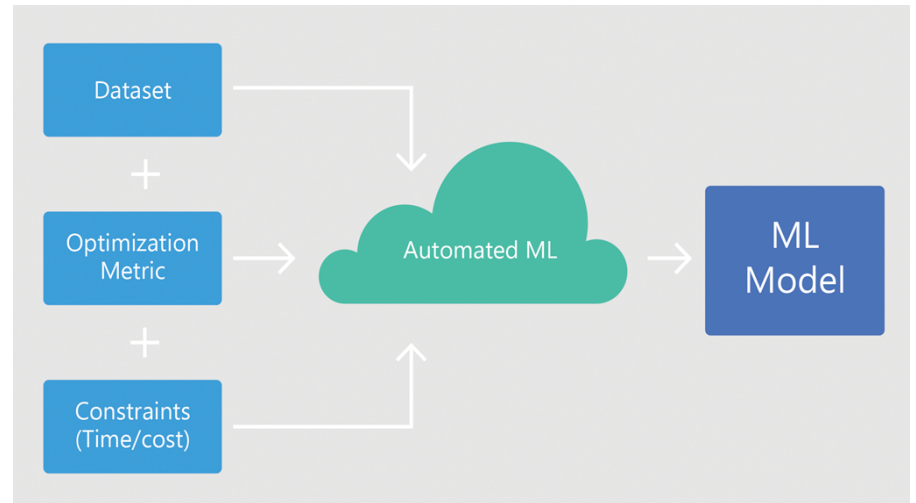 Dataset
+
Optimization
Metric
+
Constraints
(Time/cost)
Automated ML
ML
Model